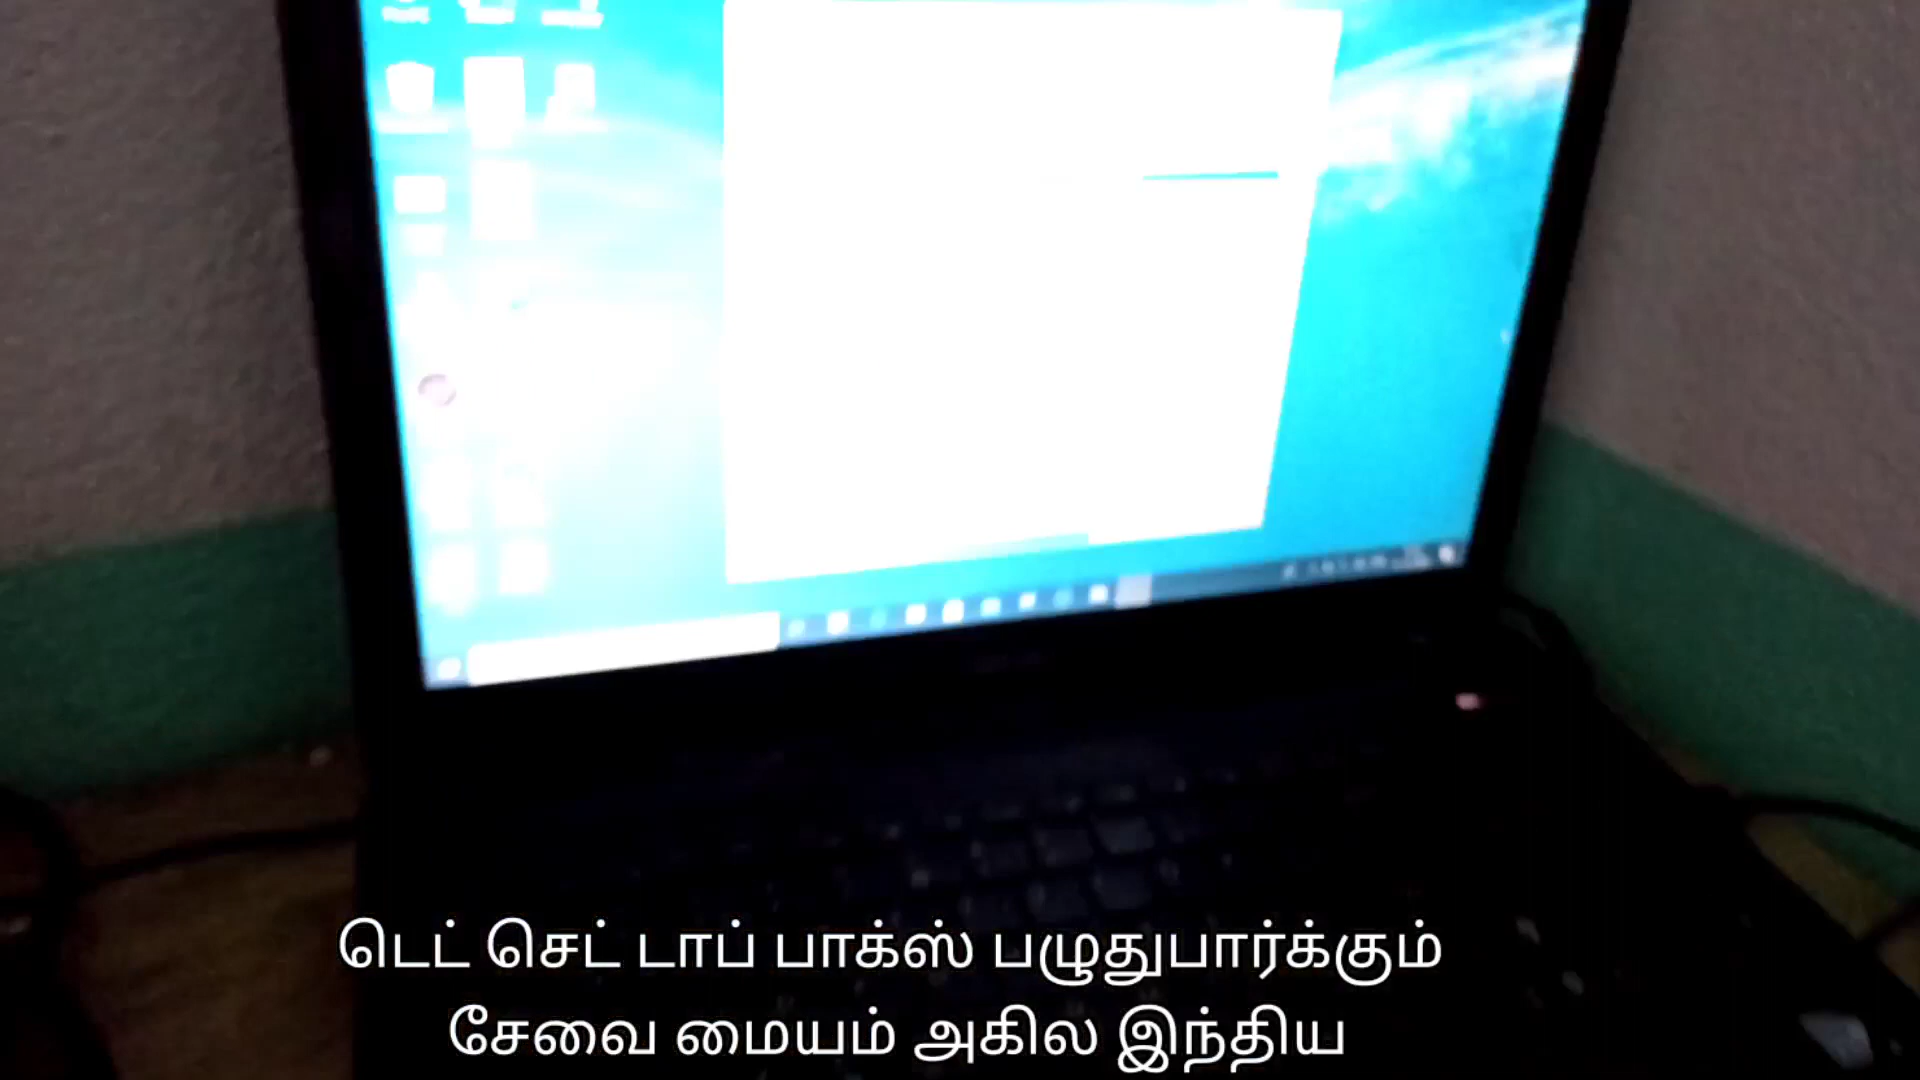 டெட் செட் டாப் பாக்ஸ் பழுதுபார்க்கும்
சேவை மையம் அகில இந்திய